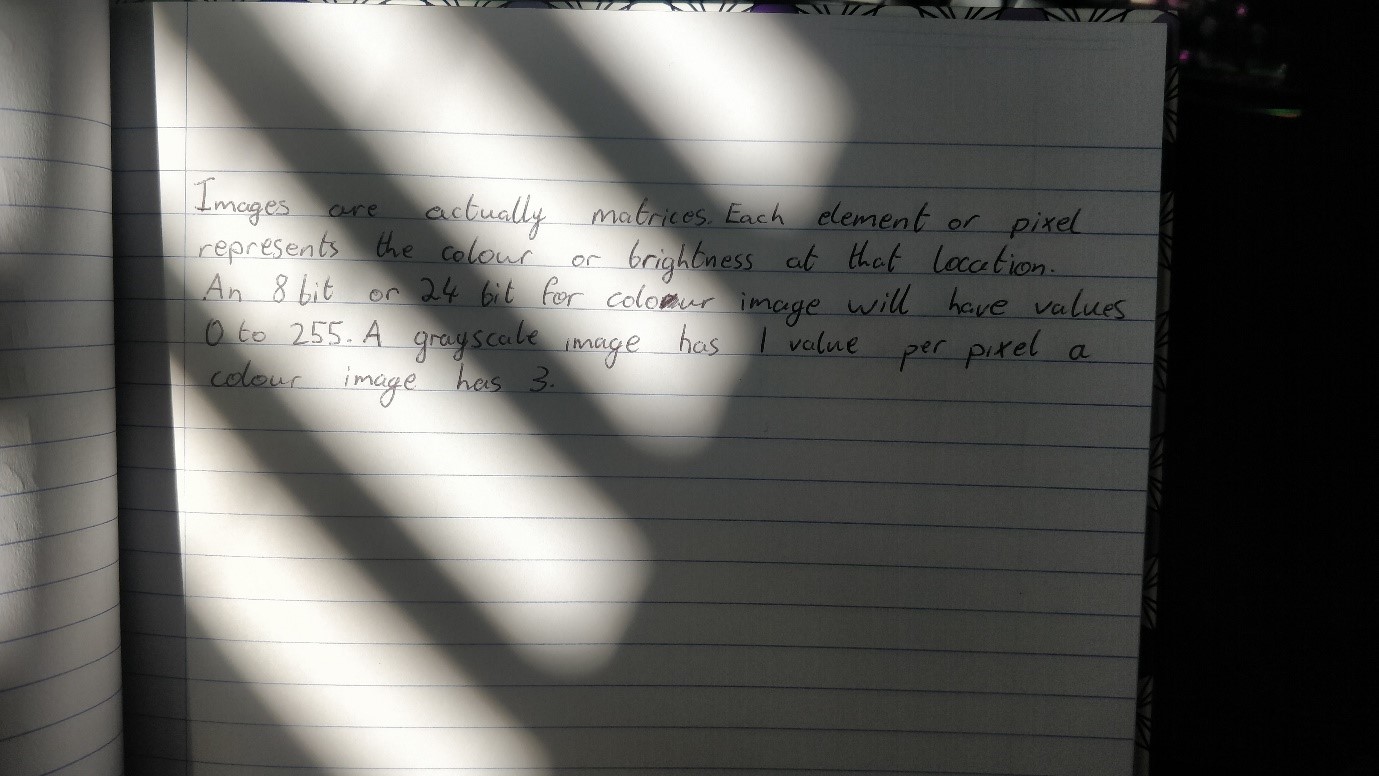 Images are actually matrices. Each element or pixel
represents the colour or brightness at that location.
An 8 bit or 24 bit for colour image will have values
0 to 255. A grayscale image has 1 value per pixel a
colour image has 3.